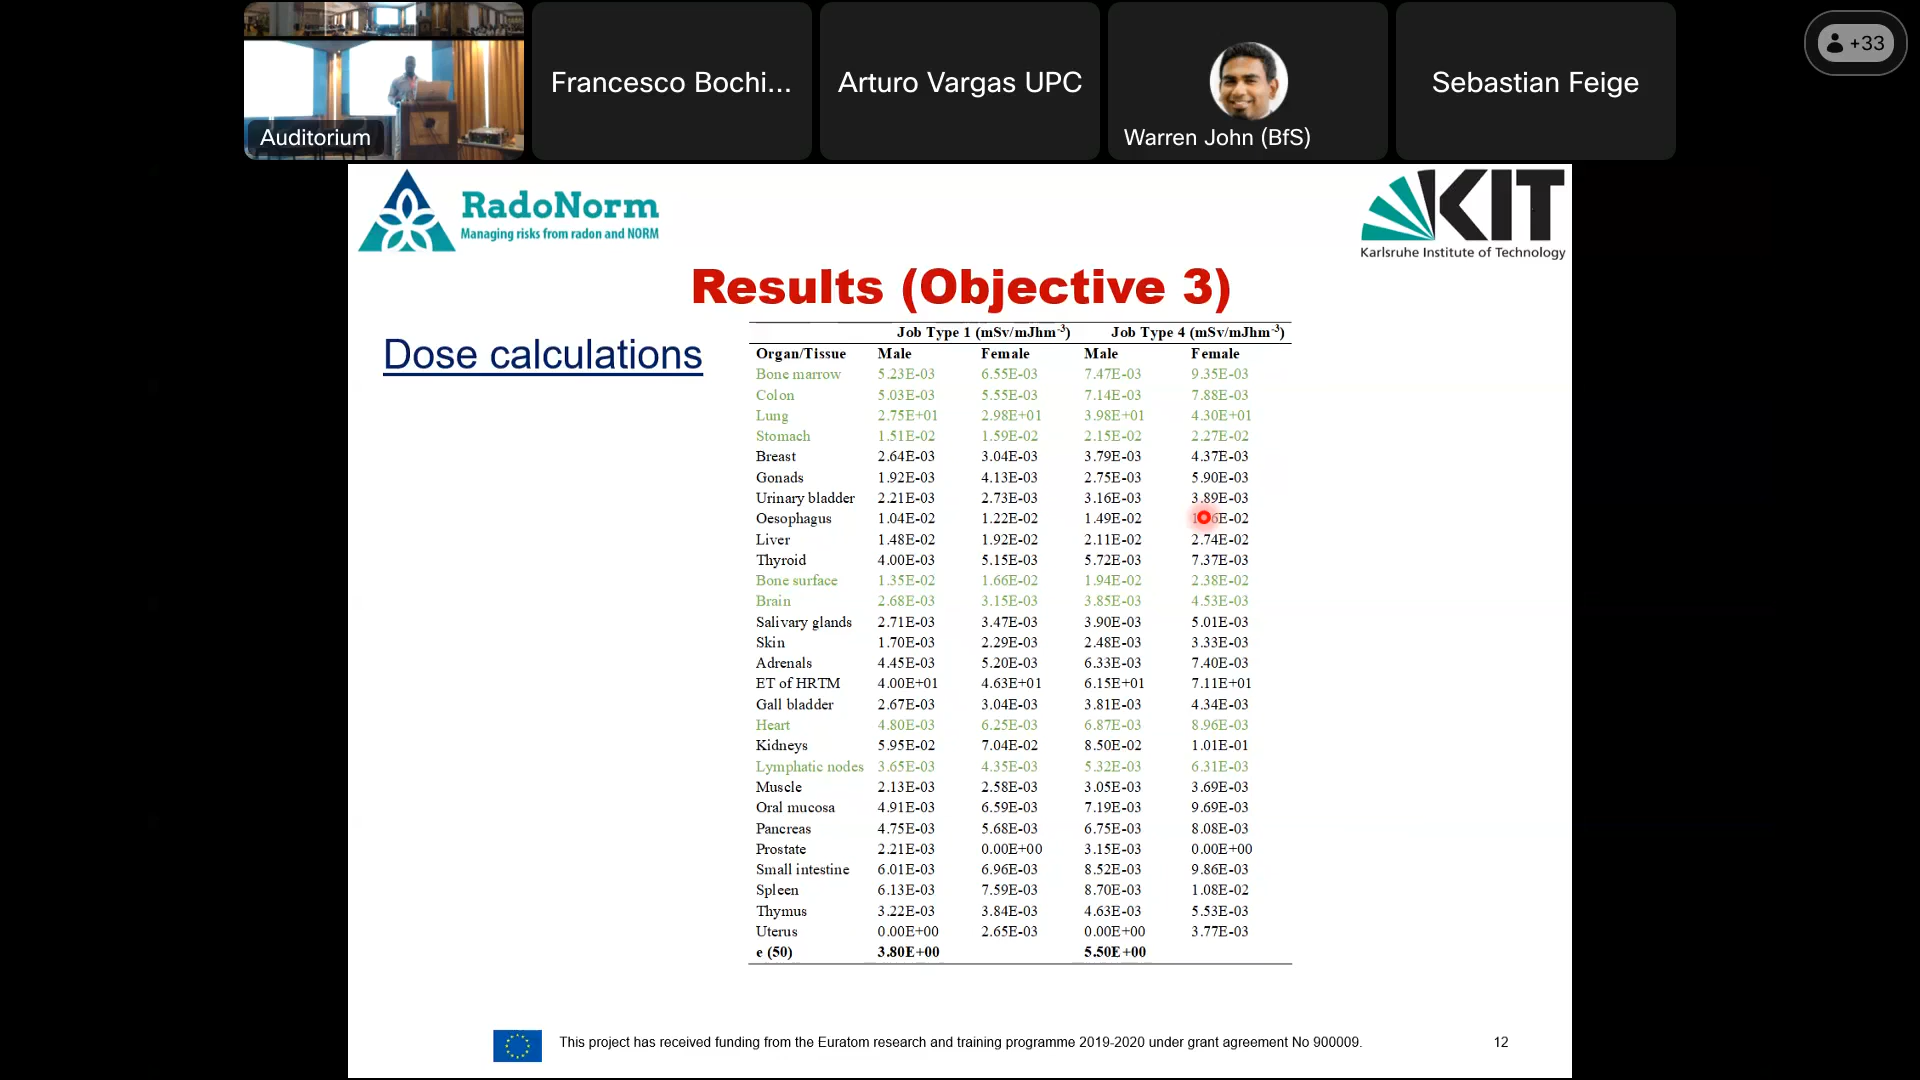 Auditorium
Francesco Bochi...
Arturo Vargas UPC
Warren John (BfS)
Sebastian Feige
+33
RadoNorm
Managing risks from radon and NORM
KIT
Karlsruhe Institute of Technology
Results (Objective 3)
Dose calculations
Job Type 1 (mSv/mJhm-3) Job Type 4 (mSv/mJhm-3)
Organ/Tissue Male Female Male Female
Bone marrow 5.23E-03 6.55E-03 7.47E-03 9.35E-03
Colon 5.03E-03 5.55E-03 7.14E-03 7.88E-03
Lung 2.75E+01 2.98E+01 3.98E+01 4.30E+01
Stomach 1.51E-02 1.59E-02 2.15E-02 2.27E-02
Breast 2.64E-03 3.04E-03 3.79E-03 4.37E-03
Gonads 1.92E-03 4.13E-03 2.75E-03 5.90E-03
Urinary bladder 2.21E-03 2.73E-03 3.16E-03 3.89E-03
Oesophagus 1.04E-02 1.22E-02 1.49E-02
Liver 1.48E-02 1.92E-02 2.11E-02 2.74E-02
Thyroid 4.00E-03 5.15E-03 5.72E-03 7.37E-03
Bone surface 1.35E-02 1.66E-02 1.94E-02 2.38E-02
Brain 2.68E-03 3.15E-03 3.85E-03 4.53E-03
Salivary glands 2.71E-03 3.47E-03 3.90E-03 5.01E-03
Skin 1.70E-03 2.29E-03 2.48E-03 3.33E-03
Adrenals 4.45E-03 5.20E-03 6.33E-03 7.40E-03
ET of HRTM 4.00E+01 4.63E+01 6.15E+01 7.11E+01
Gall bladder 2.67E-03 3.04E-03 3.81E-03 4.34E-03
Heart 4.80E-03 6.25E-03 6.87E-03 8.96E-03
Kidneys 5.95E-02 7.04E-02 8.50E-02 1.01E-01
Lymphatic nodes 3.65E-03 4.35E-03 5.32E-03 6.31E-03
Muscle 2.13E-03 2.58E-03 3.05E-03 3.69E-03
Oral mucosa 4.91E-03 6.59E-03 7.19E-03 9.69E-03
Pancreas 4.75E-03 5.68E-03 6.75E-03 8.08E-03
Prostate 2.21E-03 0.00E+00 3.15E-03 0.00E+00
Small intestine 6.01E-03 6.96E-03 8.52E-03 9.86E-03
Spleen 6.13E-03 7.59E-03 8.70E-03 1.08E-02
Thymus 3.22E-03 3.84E-03 4.63E-03 5.53E-03
Uterus 0.00E+00 2.65E-03 0.00E+00 3.77E-03
e (50) 3.80E+00 5.50E+00
This project has received funding from the Euratom research and training programme 2019-2020 under grant agreement No 900009.
12